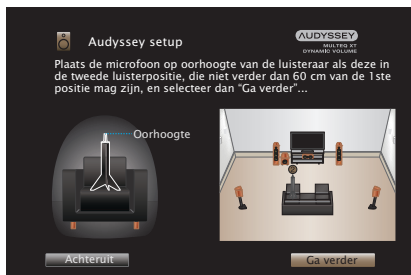 Audyssey setup
AUDYSSEY
MULTEQ XT
DYNAMIC VOLUME
Plaats de microfoon op oorhoogte van de luisteraar als deze in
de tweede luisterpositie, die niet verder dan 60 cm van de 1ste
positie mag zijn, en selecteer dan “Ga verder”...
Oorhoogte
Achteruit
Ga verder